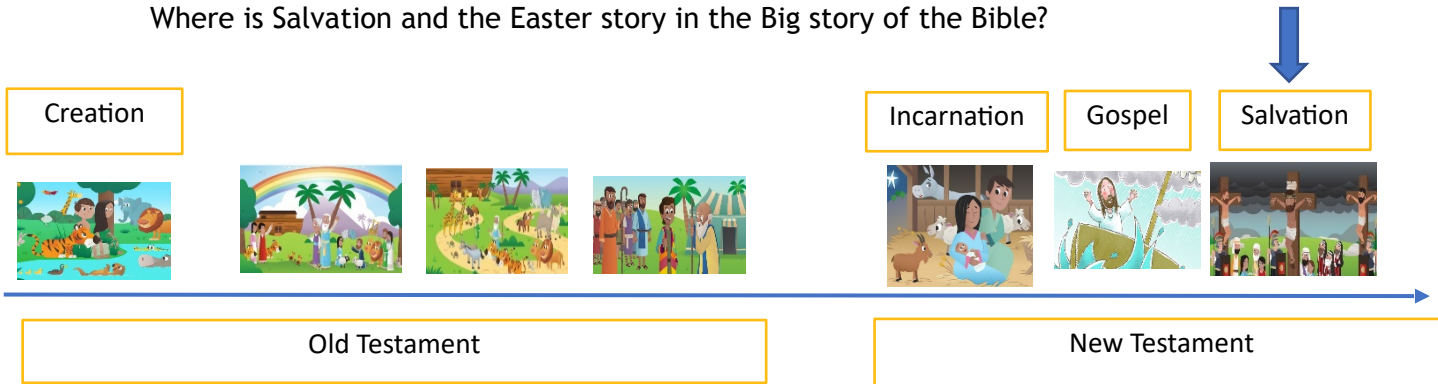 Where is Salvation and the Easter story in the Big story of the Bible?
Creation
Incarnation
Gospel
Salvation
Old Testament
New Testament